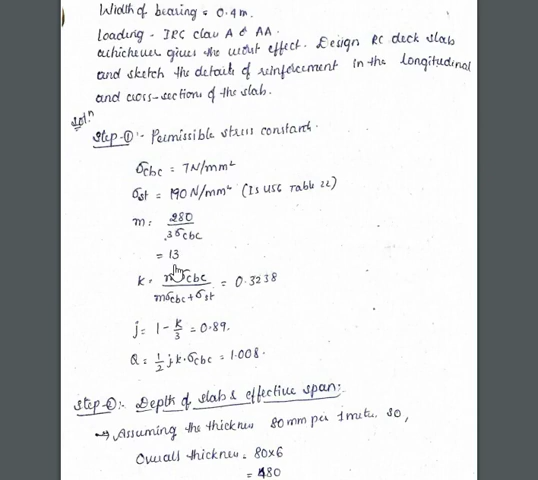 Width of bearing = 0.4m.
Loading - IRC class A & AA.
whichever gives the worst effect. Design RC deck slab
and sketch the details of reinforcement in the longitudinal
and cross-section of the slab.
Solⁿ
Step-①:- Permissible stress constant.
σcbc = 7N/mm²
σst = 190 N/mm² (IS USC Table 22)
m = 280
3σcbc
= 13
k = mσcbc = 0.3238
mσcbc+σst
j = 1 - k/3 = 0.89.
Q = 1/2 jk.σcbc = 1.008.
Step-②:- Depth of slab & effective span:-
→ Assuming the thickness 80mm per 1metre. so,
Overall thickness = 80x6
= 480